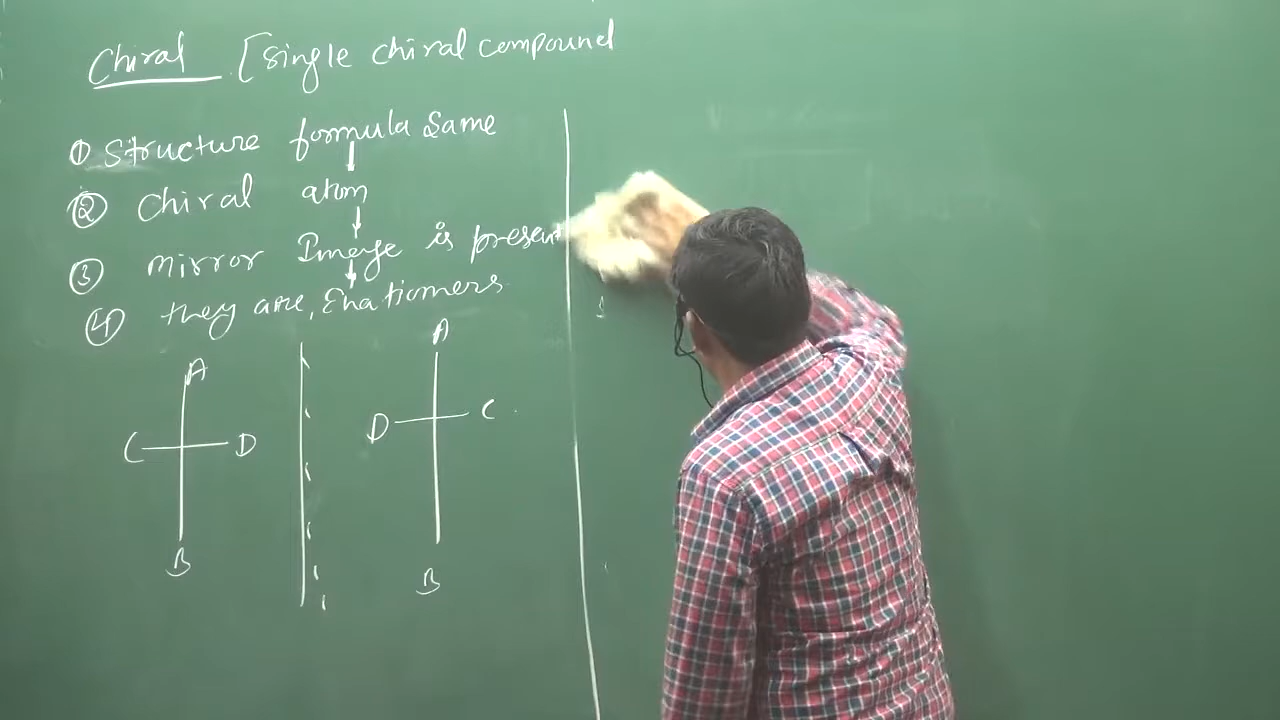 Chiral [single chiral compound
① Structure formula same
② Chiral atom
③ mirror Image is present
④ they are, Enatiomers
A A
C D D C
B B